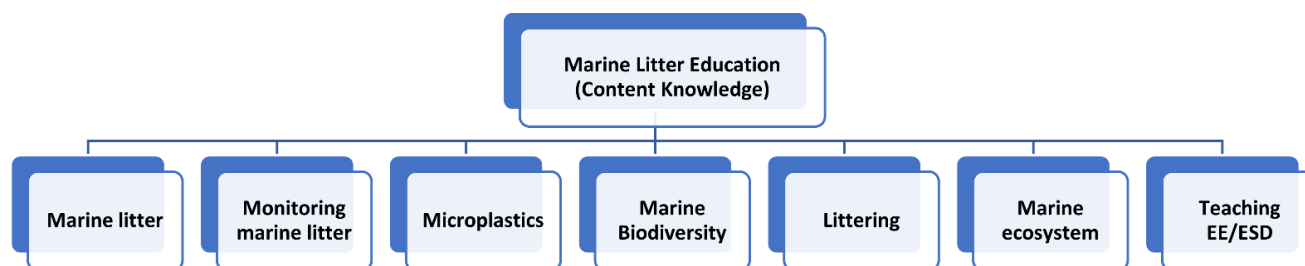 Marine Litter Education
(Content Knowledge)
Marine litter
Monitoring
marine litter
Microplastics
Marine
Biodiversity
Littering
Marine
ecosystem
Teaching
EE/ESD